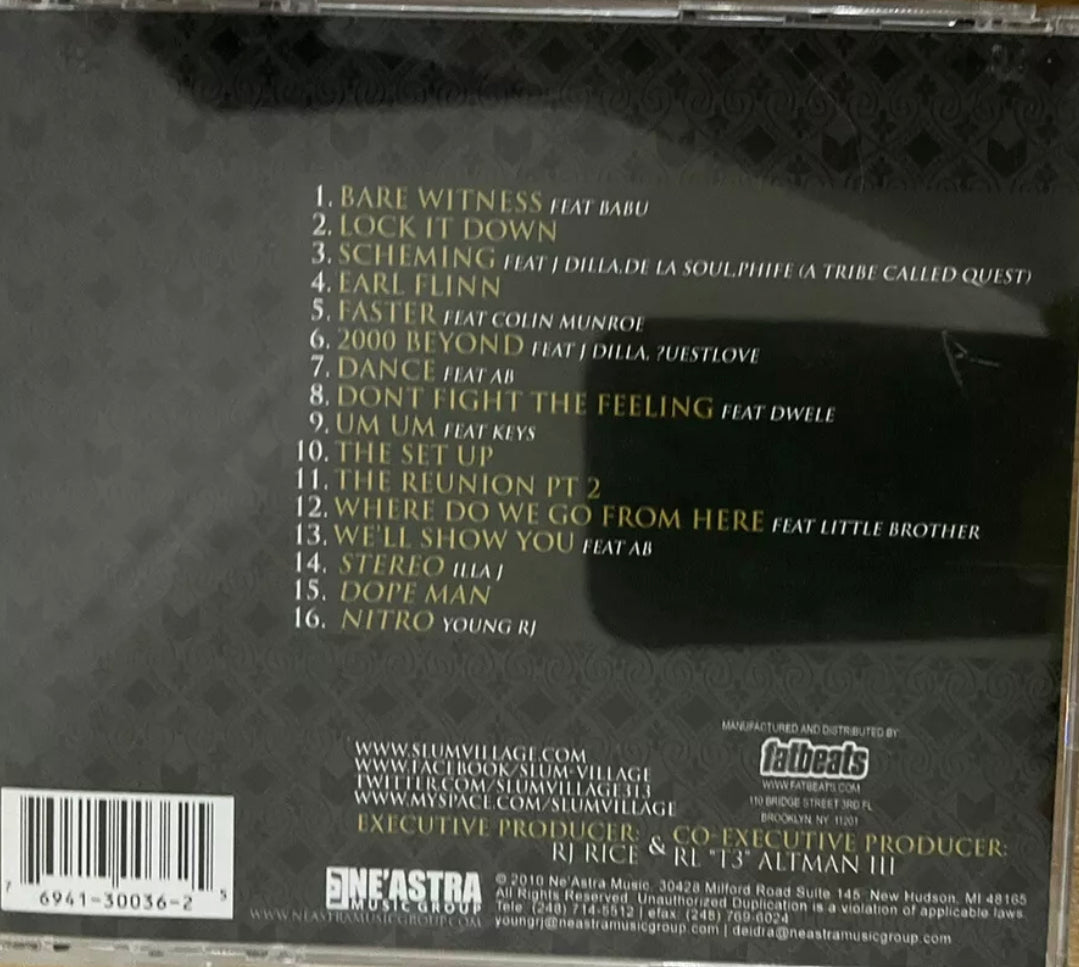 1. BARE WITNESS FEAT BABU
2. LOCK IT DOWN
3. SCHEMING FEAT J DILLA,DE LA SOUL,PHIFE (A TRIBE CALLED QUEST)
4. EARL FLINN
5. FASTER FEAT COLIN MUNROE
6. 2000 BEYOND FEAT J DILLA, ?UESTLOVE
7. DANCE FEAT AB
8. DONT FIGHT THE FEELING FEAT DWELE
9. UM UM FEAT KEYS
10. THE SET UP
11. THE REUNION PT 2
12. WHERE DO WE GO FROM HERE FEAT LITTLE BROTHER
13. WE'LL SHOW YOU FEAT AB
14. STEREO ILLA J
15. DOPE MAN
16. NITRO YOUNG RJ
MANUFACTURED AND DISTRIBUTED BY:
fatbeats
WWW.FATBEATS.COM
110 BRIDGE STREET 3RD FL
BROOKLYN, NY 11201
WWW.SLUMVILLAGE.COM
WWW.FACEBOOK/SLUM-VILLAGE
TWITTER.COM/SLUMVILLAGE313
WWW.MYSPACE.COM/SLUMVILLAGE
EXECUTIVE PRODUCER: & CO-EXECUTIVE PRODUCER:
RJ RICE RL "T3" ALTMAN III
7 6941-30036-2 5
NE'ASTRA
MUSIC GROUP
WWW.NEASTRAMUSICGROUP.COM
© 2010 Ne'Astra Music. 30428 Milford Road Suite 145, New Hudson, MI 48165
All Rights Reserved. Unauthorized Duplication is a violation of applicable laws.
Tele. (248) 714-5512 | efax. (248) 769-6024
youngrj@neastramusicgroup.com | deidra@neastramusicgroup.com